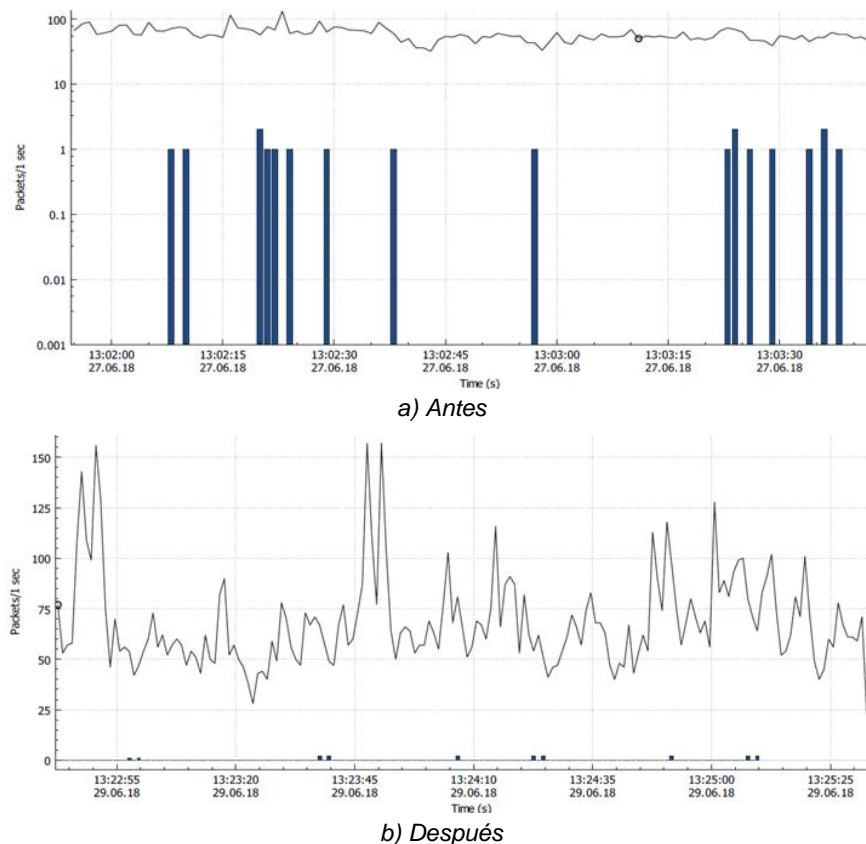 Packets/1 sec
100
10
1
0.1
0.01
0.001
13:02:00 13:02:15 13:02:30 13:02:45 13:03:00 13:03:15 13:03:30
27.06.18 27.06.18 27.06.18 27.06.18 27.06.18 27.06.18 27.06.18
Time (s)
a) Antes
Packets/1 sec
150
125
100
75
50
25
0
13:22:55 13:23:20 13:23:45 13:24:10 13:24:35 13:25:00 13:25:25
29.06.18 29.06.18 29.06.18 29.06.18 29.06.18 29.06.18 29.06.18
Time (s)
b) Después